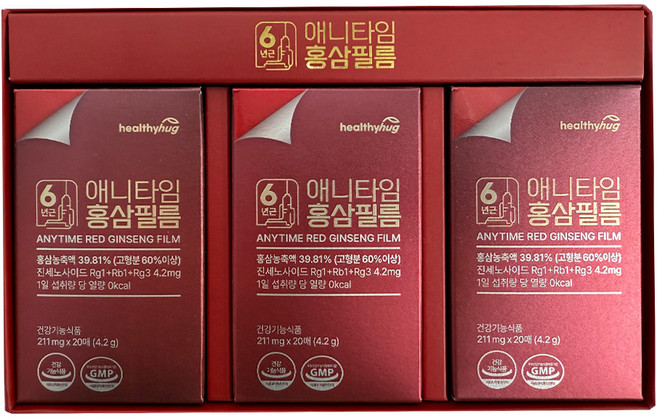 6년근
애니타임
홍삼필름
healthyhug
6년근
애니타임
홍삼필름
ANYTIME RED GINSENG FILM
홍삼농축액 39.81% (고형분 60%이상)
진세노사이드 Rg1+Rb1+Rg3 4.2mg
1일 섭취량 당 열량 0kcal
건강기능식품
211 mg x 20매 (4.2 g)
건강
기능식품
GMP
healthyhug
6년근
애니타임
홍삼필름
ANYTIME RED GINSENG FILM
홍삼농축액 39.81% (고형분 60%이상)
진세노사이드 Rg1+Rb1+Rg3 4.2mg
1일 섭취량 당 열량 0kcal
건강기능식품
211 mg x 20매 (4.2 g)
건강
기능식품
GMP
healthyhug
6년근
애니타임
홍삼필름
ANYTIME RED GINSENG FILM
홍삼농축액 39.81% (고형분 60%이상)
진세노사이드 Rg1+Rb1+Rg3 4.2mg
1일 섭취량 당 열량 0kcal
건강기능식품
211 mg x 20매 (4.2 g)
건강
기능식품
GMP